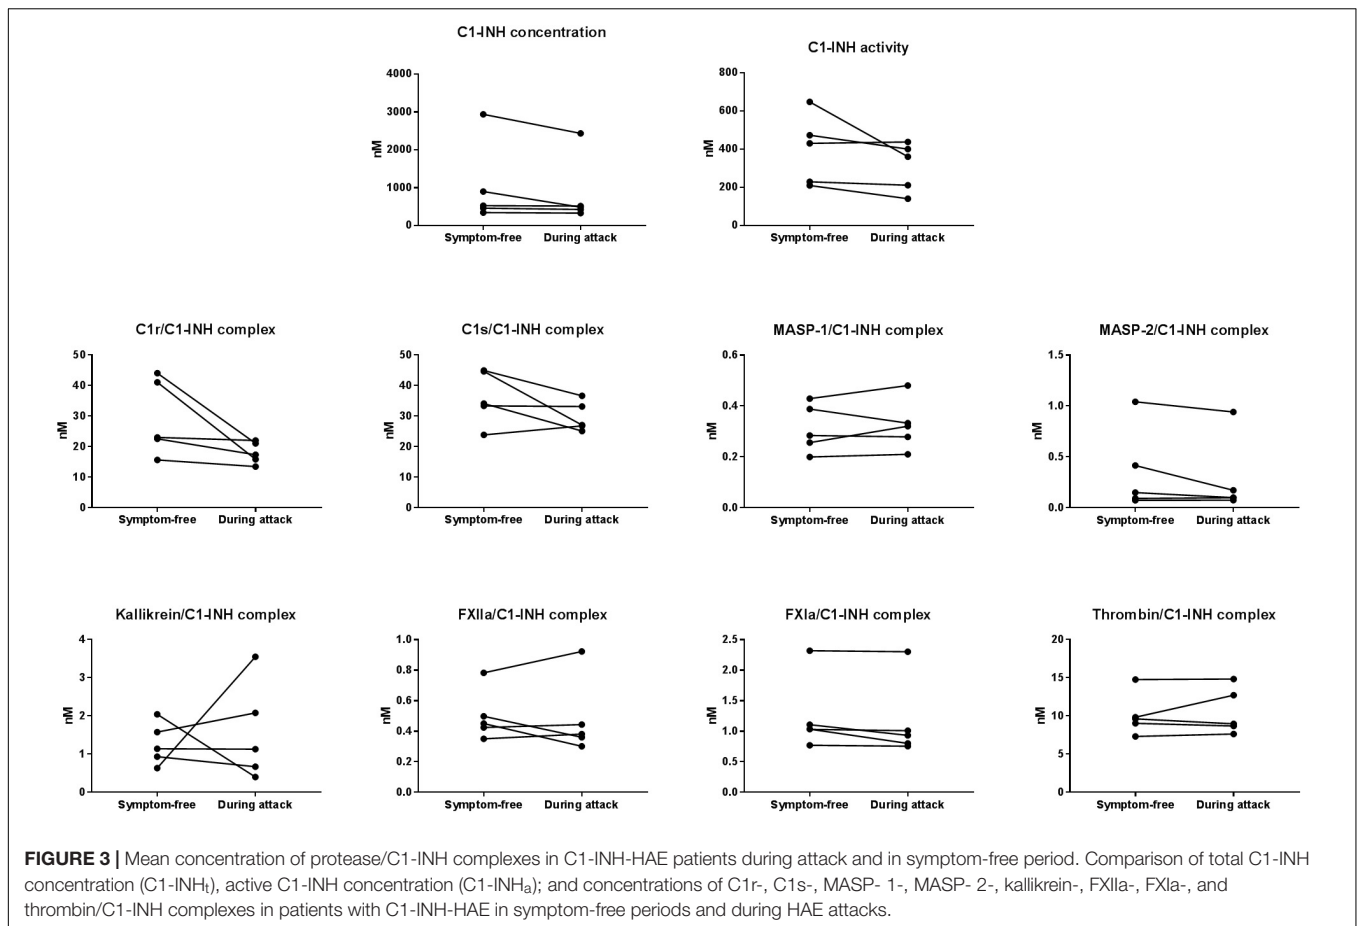 C1-INH concentration
C1-INH activity
4000
3000
2000
1000
0
nM
Symptom-free
During attack
800
600
400
200
0
nM
Symptom-free
During attack
C1r/C1-INH complex
C1s/C1-INH complex
MASP-1/C1-INH complex
MASP-2/C1-INH complex
50
40
30
20
10
0
nM
Symptom-free
During attack
50
40
30
20
10
0
nM
Symptom-free
During attack
0.6
0.4
0.2
0.0
nM
Symptom-free
During attack
1.5
1.0
0.5
0.0
nM
Symptom-free
During attack
Kallikrein/C1-INH complex
FXIIa/C1-INH complex
FXIa/C1-INH complex
Thrombin/C1-INH complex
4
3
2
1
0
nM
Symptom-free
During attack
1.0
0.8
0.6
0.4
0.2
0.0
nM
Symptom-free
During attack
2.5
2.0
1.5
1.0
0.5
0.0
nM
Symptom-free
During attack
20
15
10
5
0
nM
Symptom-free
During attack
FIGURE 3 | Mean concentration of protease/C1-INH complexes in C1-INH-HAE patients during attack and in symptom-free period. Comparison of total C1-INH
concentration (C1-INHt), active C1-INH concentration (C1-INHa); and concentrations of C1r-, C1s-, MASP- 1-, MASP- 2-, kallikrein-, FXIIa-, FXIa-, and
thrombin/C1-INH complexes in patients with C1-INH-HAE in symptom-free periods and during HAE attacks.